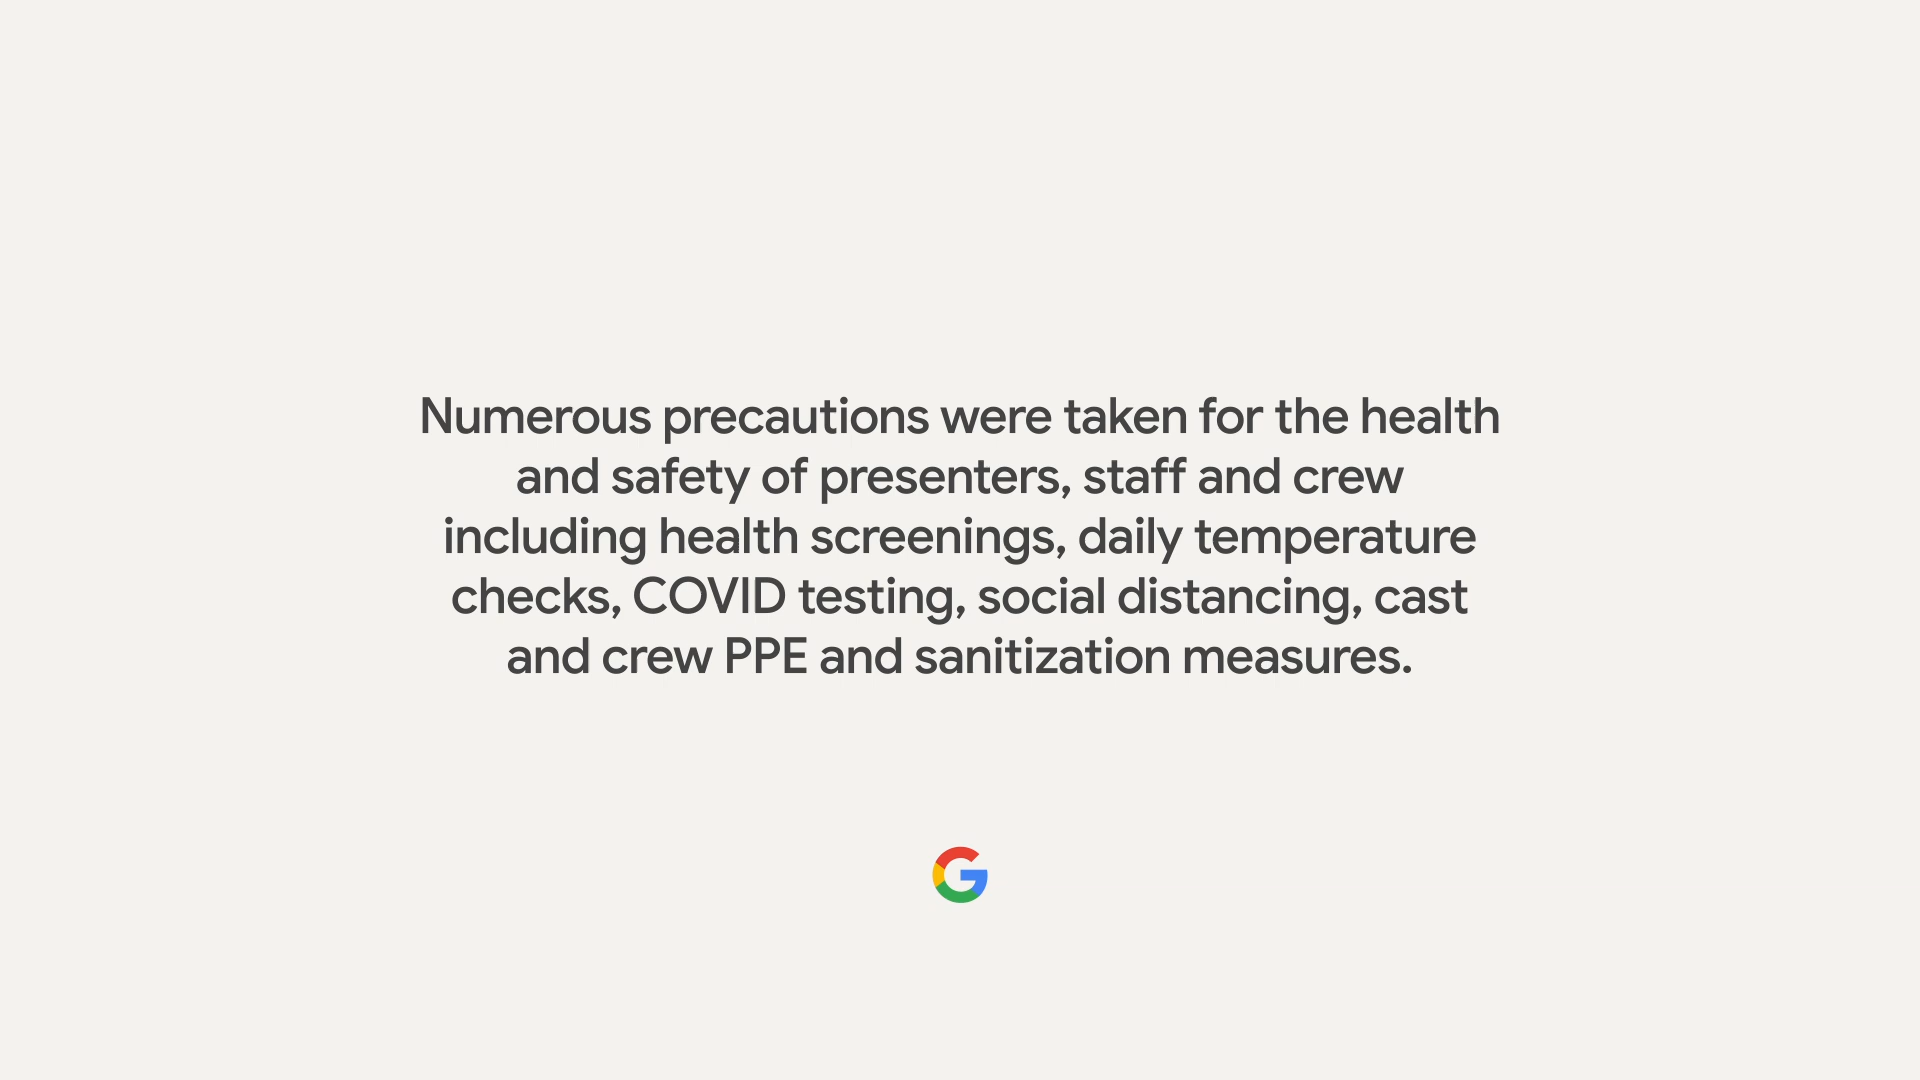 Numerous precautions were taken for the health
and safety of presenters, staff and crew
including health screenings, daily temperature
checks, COVID testing, social distancing, cast
and crew PPE and sanitization measures.